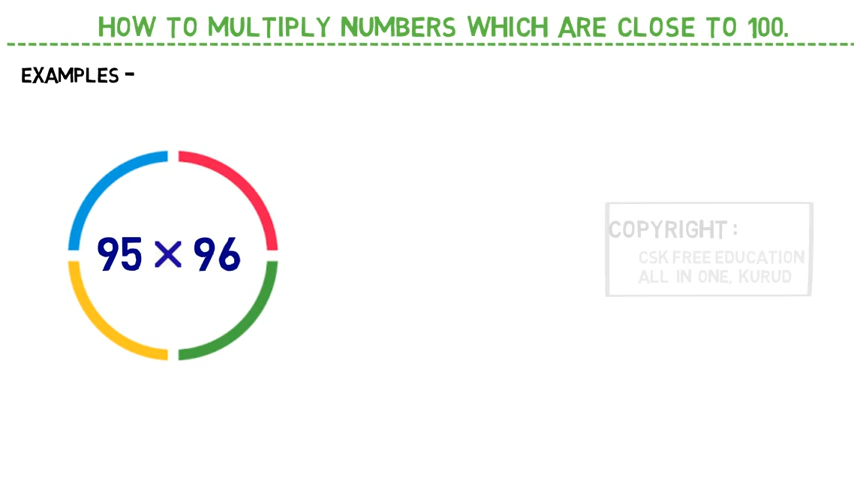 HOW TO MULTIPLY NUMBERS WHICH ARE CLOSE TO 100.
EXAMPLES -
95 × 96
COPYRIGHT :
CSK FREE EDUCATION
ALL IN ONE, KURUD